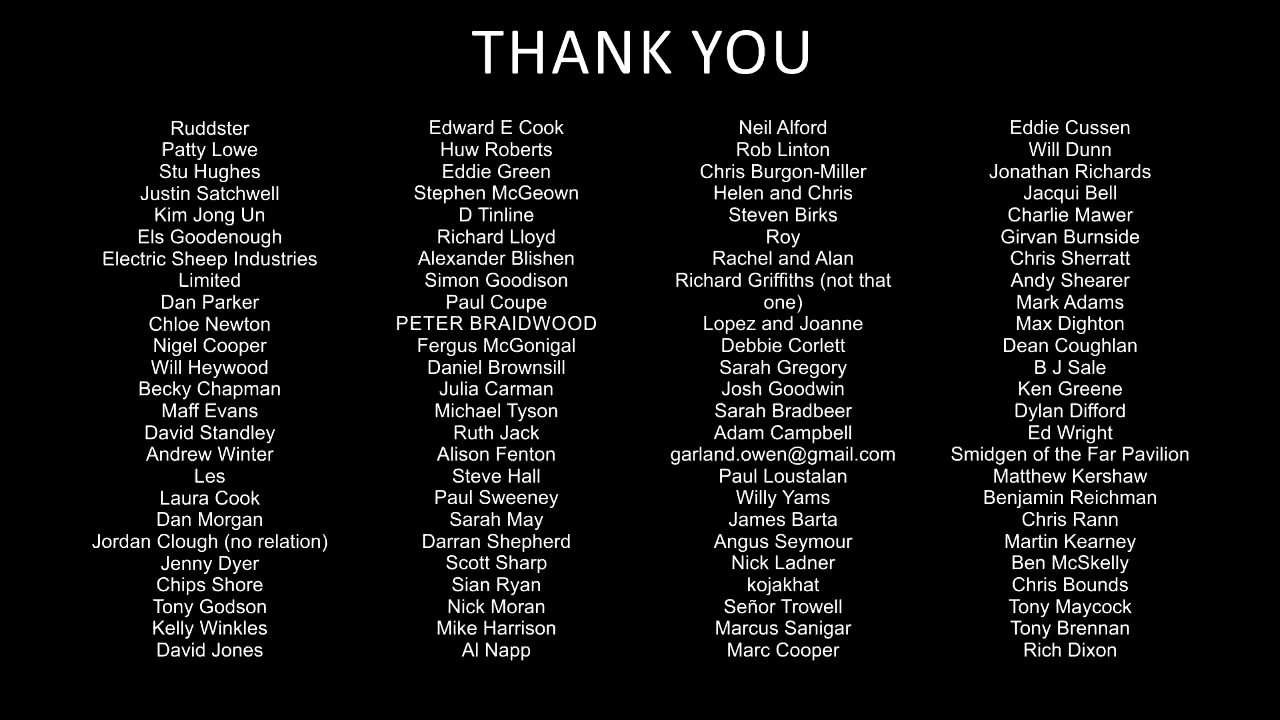 THANK YOU
Ruddster
Patty Lowe
Stu Hughes
Justin Satchwell
Kim Jong Un
Els Goodenough
Electric Sheep Industries
Limited
Dan Parker
Chloe Newton
Nigel Cooper
Will Heywood
Becky Chapman
Maff Evans
David Standley
Andrew Winter
Les
Laura Cook
Dan Morgan
Jordan Clough (no relation)
Jenny Dyer
Chips Shore
Tony Godson
Kelly Winkles
David Jones
Edward E Cook
Huw Roberts
Eddie Green
Stephen McGeown
D Tinline
Richard Lloyd
Alexander Blishen
Simon Goodison
Paul Coupe
PETER BRAIDWOOD
Fergus McGonigal
Daniel Brownsill
Julia Carman
Michael Tyson
Ruth Jack
Alison Fenton
Steve Hall
Paul Sweeney
Sarah May
Darran Shepherd
Scott Sharp
Sian Ryan
Nick Moran
Mike Harrison
Al Napp
Neil Alford
Rob Linton
Chris Burgon-Miller
Helen and Chris
Steven Birks
Roy
Rachel and Alan
Richard Griffiths (not that
one)
Lopez and Joanne
Debbie Corlett
Sarah Gregory
Josh Goodwin
Sarah Bradbeer
Adam Campbell
garland.owen@gmail.com
Paul Loustalan
Willy Yams
James Barta
Angus Seymour
Nick Ladner
kojakhat
Señor Trowell
Marcus Sanigar
Marc Cooper
Eddie Cussen
Will Dunn
Jonathan Richards
Jacqui Bell
Charlie Mawer
Girvan Burnside
Chris Sherratt
Andy Shearer
Mark Adams
Max Dighton
Dean Coughlan
B J Sale
Ken Greene
Dylan Difford
Ed Wright
Smidgen of the Far Pavilion
Matthew Kershaw
Benjamin Reichman
Chris Rann
Martin Kearney
Ben McSkelly
Chris Bounds
Tony Maycock
Tony Brennan
Rich Dixon